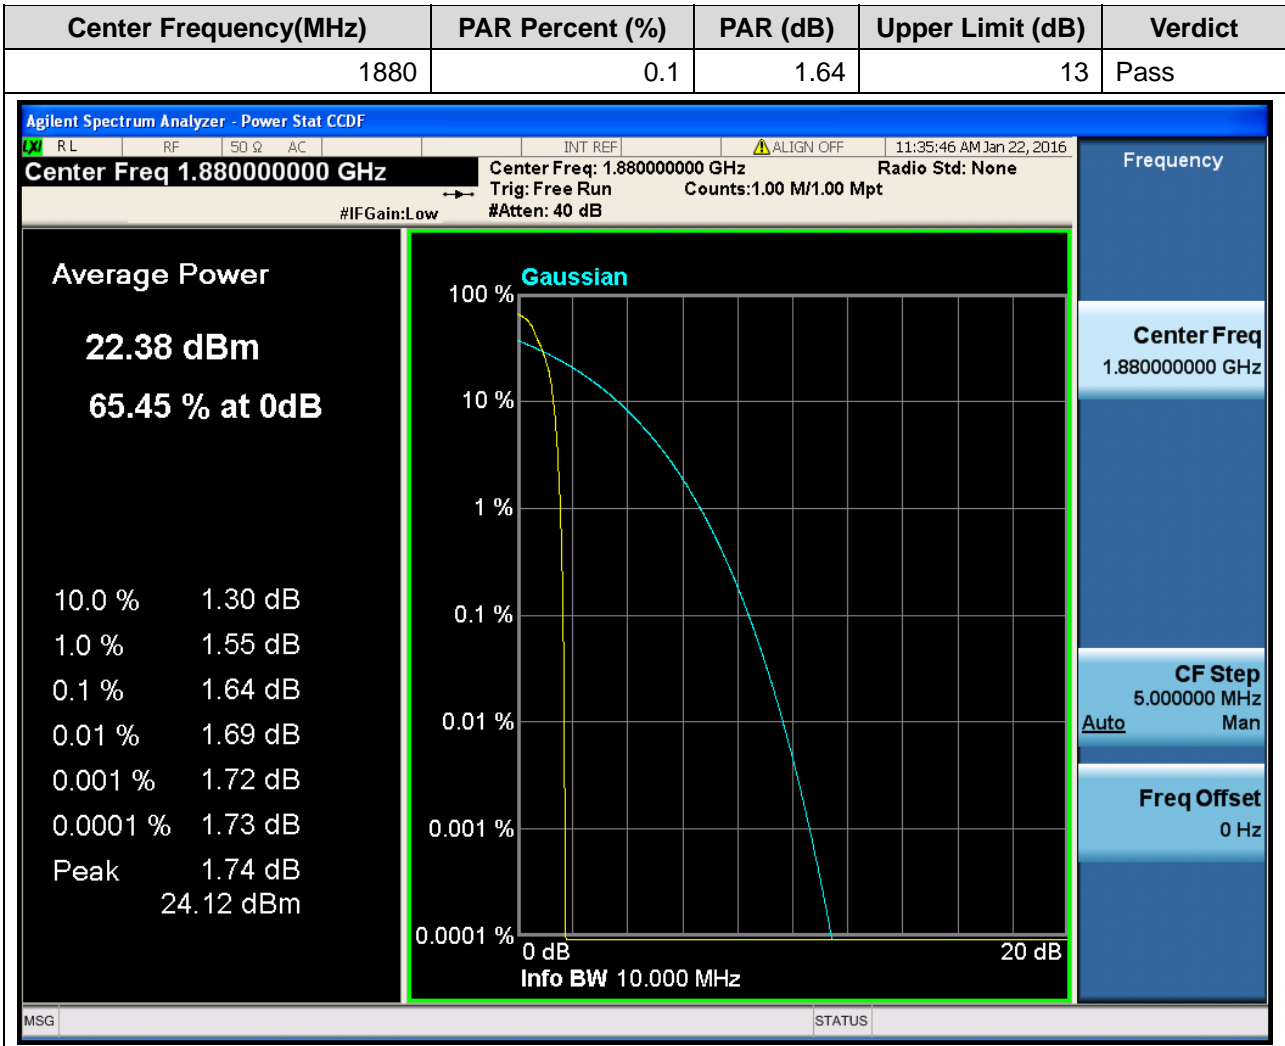 Center Frequency(MHz) PAR Percent (%) PAR (dB) Upper Limit (dB) Verdict
1880 0.1 1.64 13 Pass
Agilent Spectrum Analyzer - Power Stat CCDF
LXI RL RF 50 Ω AC INT REF ALIGN OFF 11:35:46 AM Jan 22, 2016
Center Freq 1.880000000 GHz
Center Freq: 1.880000000 GHz Radio Std: None
Trig: Free Run Counts:1.00 M/1.00 Mpt
#IFGain:Low #Atten: 40 dB
Average Power
22.38 dBm
65.45 % at 0dB
10.0 % 1.30 dB
1.0 % 1.55 dB
0.1 % 1.64 dB
0.01 % 1.69 dB
0.001 % 1.72 dB
0.0001 % 1.73 dB
Peak 1.74 dB
24.12 dBm
Gaussian
100 %
10 %
1 %
0.1 %
0.01 %
0.001 %
0.0001 %
0 dB 20 dB
Info BW 10.000 MHz
Frequency
Center Freq
1.880000000 GHz
CF Step
5.000000 MHz
Auto Man
Freq Offset
0 Hz
MSG STATUS